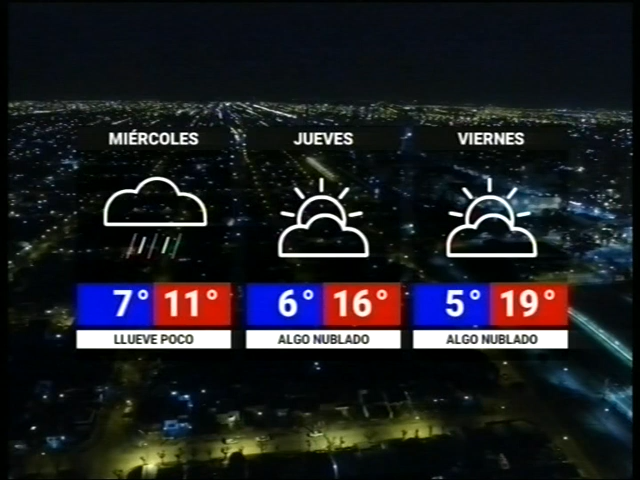 MIÉRCOLES
JUEVES
VIERNES
7° 11°
6° 16°
5° 19°
LLUEVE POCO
ALGO NUBLADO
ALGO NUBLADO